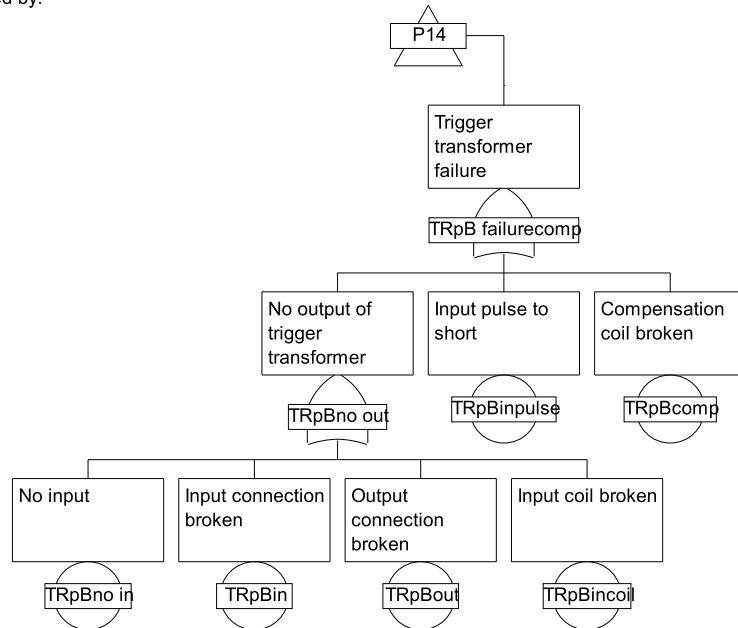 ed by:
P14
Trigger
transformer
failure
TRpB failurecomp
No output of
trigger
transformer
Input pulse to
short
Compensation
coil broken
TRpBno out
TRpBinpulse
TRpBcomp
No input
Input connection
broken
Output
connection
broken
Input coil broken
TRpBno in
TRpBin
TRpBout
TRpBincoil